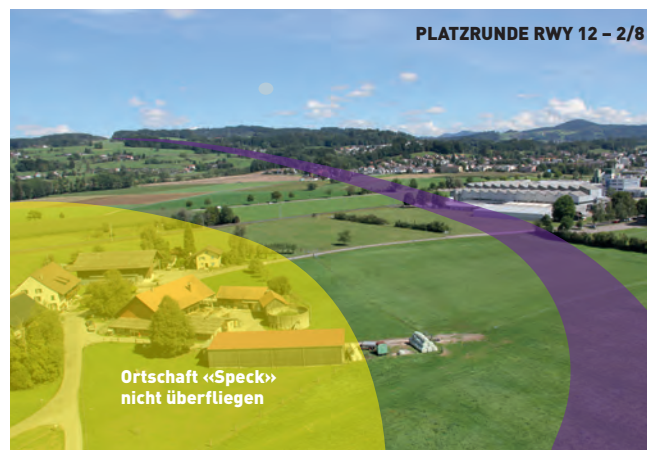 PLATZRUNDE RWY 12 – 2/8
Ortschaft «Speck»
nicht überfliegen